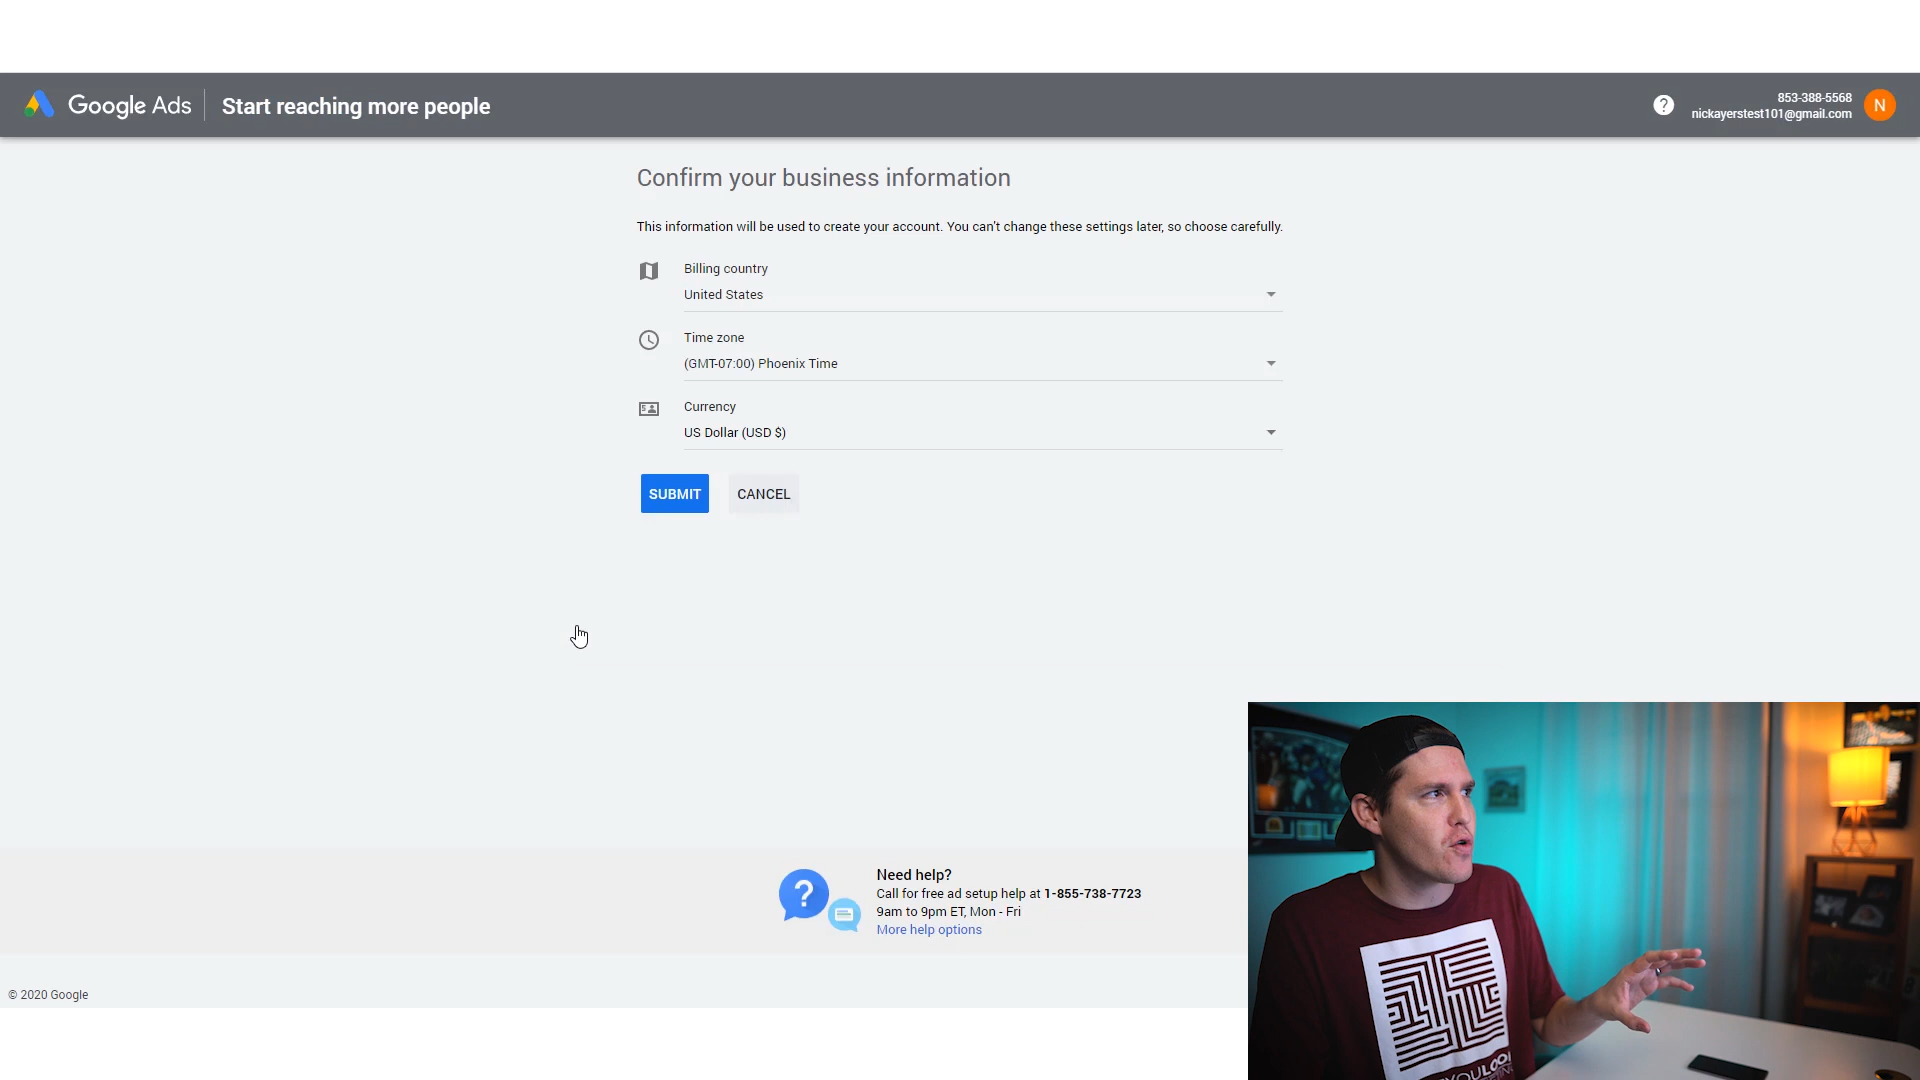 Google Ads
Start reaching more people
?
853-388-5568
nickayerstest101@gmail.com
N
Confirm your business information
This information will be used to create your account. You can't change these settings later, so choose carefully.
Billing country
United States
Time zone
(GMT-07:00) Phoenix Time
Currency
US Dollar (USD $)
SUBMIT
CANCEL
?
Need help?
Call for free ad setup help at 1-855-738-7723
9am to 9pm ET, Mon - Fri
More help options
© 2020 Google